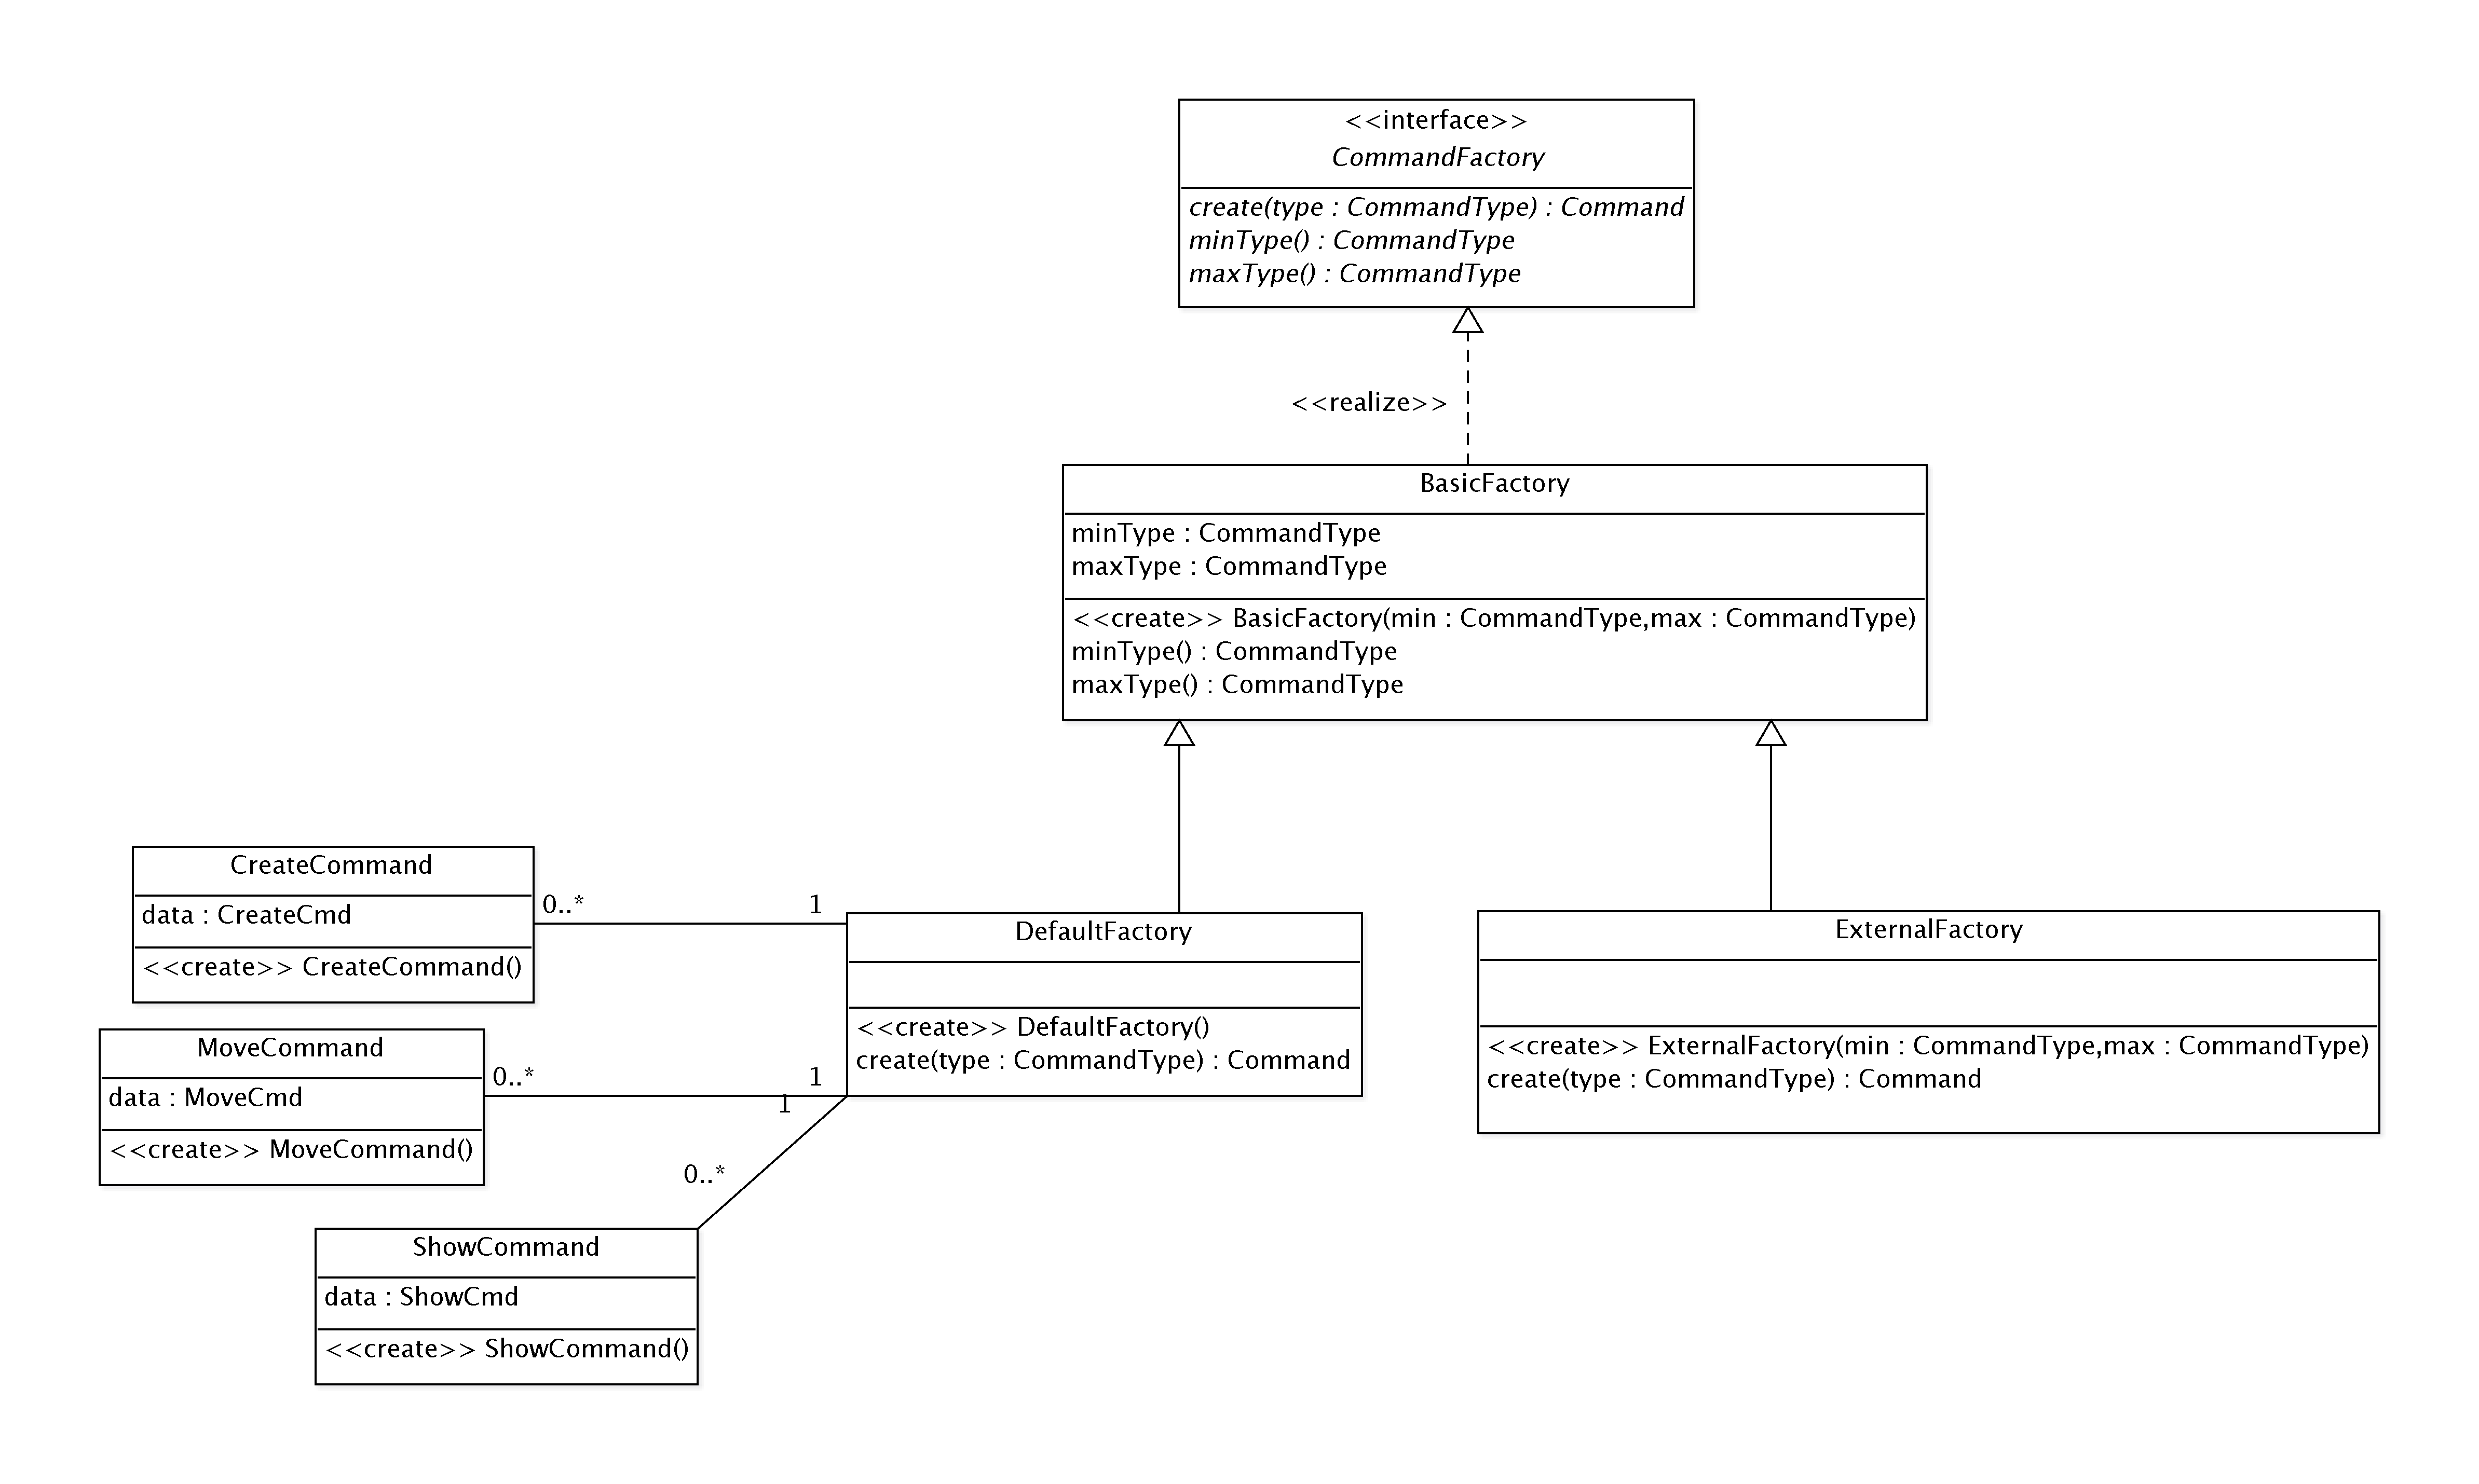 <<interface>>
CommandFactory
create(type : CommandType) : Command
minType() : CommandType
maxType() : CommandType
<<realize>>
BasicFactory
minType : CommandType
maxType : CommandType
<<create>> BasicFactory(min : CommandType,max : CommandType)
minType() : CommandType
maxType() : CommandType
CreateCommand
data : CreateCmd
<<create>> CreateCommand()
0..*
1
DefaultFactory
<<create>> DefaultFactory()
create(type : CommandType) : Command
ExternalFactory
<<create>> ExternalFactory(min : CommandType,max : CommandType)
create(type : CommandType) : Command
MoveCommand
data : MoveCmd
<<create>> MoveCommand()
0..*
1
1
0..*
ShowCommand
data : ShowCmd
<<create>> ShowCommand()